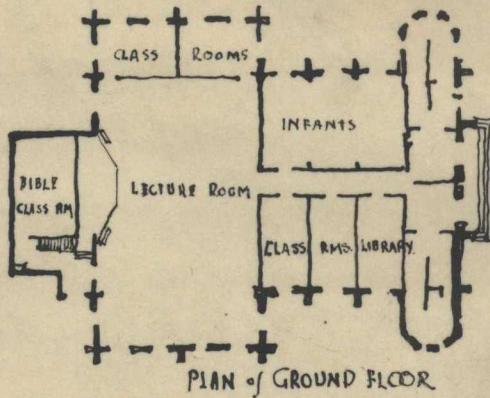 CLASS ROOMS
INFANTS
BIBLE
CLASS RM
LECTURE ROOM
CLASS RMS. LIBRARY.
PLAN of GROUND FLOOR